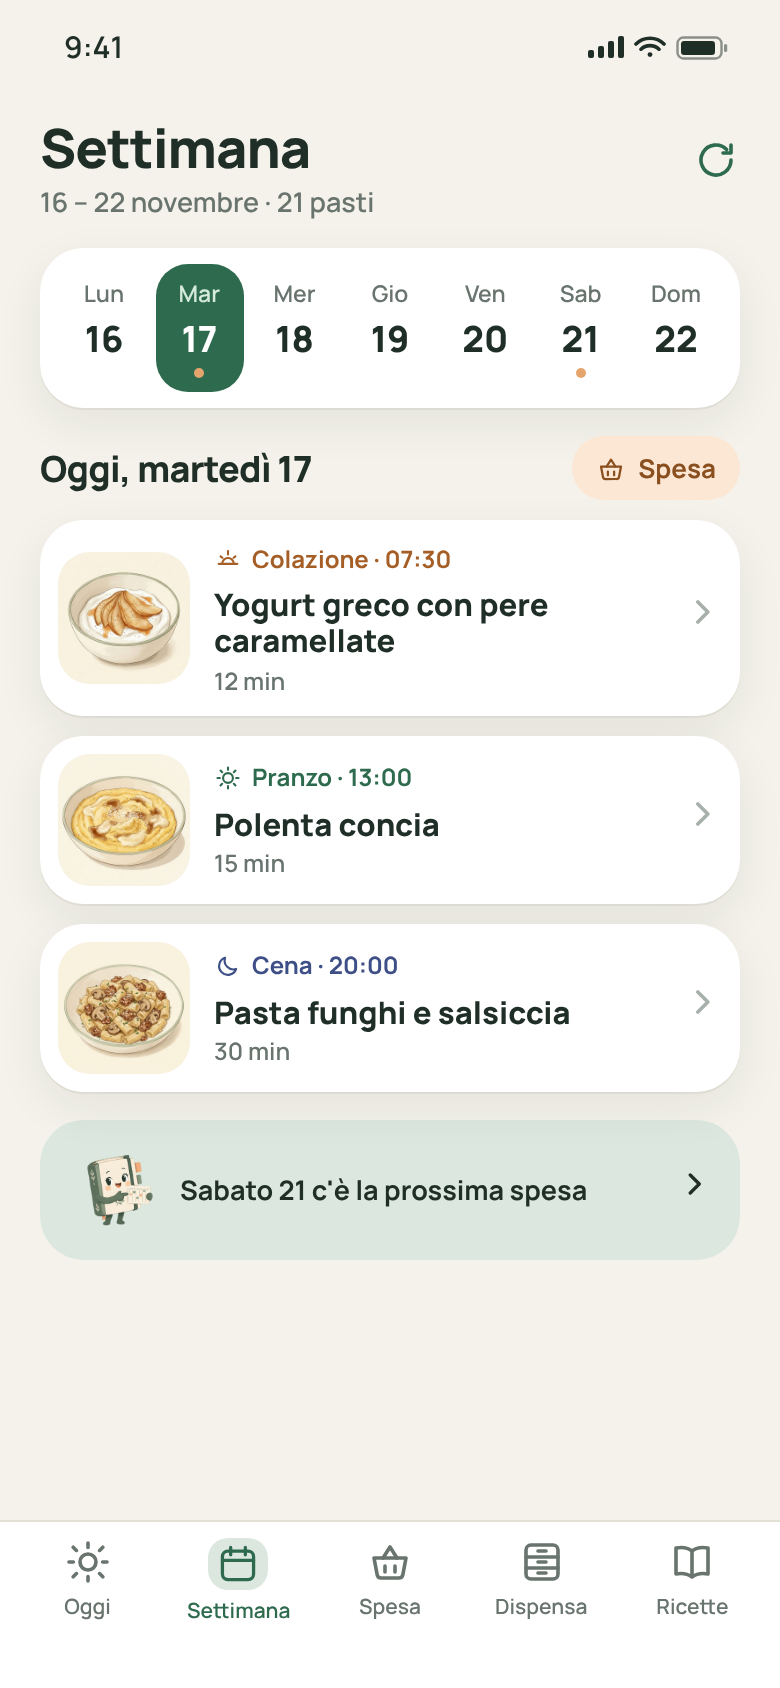 9:41
Settimana
16 – 22 novembre · 21 pasti
Lun Mar Mer Gio Ven Sab Dom
16 17 18 19 20 21 22
Oggi, martedì 17
Spesa
Colazione · 07:30
Yogurt greco con pere
caramellate
12 min
Pranzo · 13:00
Polenta concia
15 min
Cena · 20:00
Pasta funghi e salsiccia
30 min
Sabato 21 c'è la prossima spesa
Oggi Settimana Spesa Dispensa Ricette